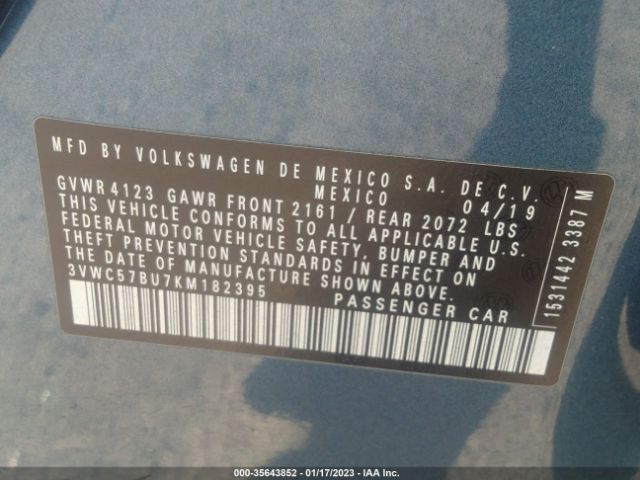 MFD BY VOLKSWAGEN DE MEXICO S.A. DE C.V.
MEXICO 04/19
GVWR 4123 GAWR FRONT 2161 / REAR 2072 LBS
THIS VEHICLE CONFORMS TO ALL APPLICABLE U.S.
FEDERAL MOTOR VEHICLE SAFETY, BUMPER AND
THEFT PREVENTION STANDARDS IN EFFECT ON
THE DATE OF MANUFACTURE SHOWN ABOVE.
3VWC57BU7KM182395
PASSENGER CAR
1531442 3387 M
000-35643852 - 01/17/2023 - IAA Inc.